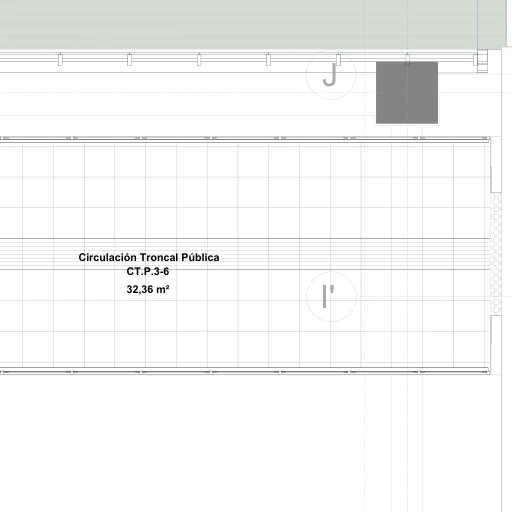 J
Circulación Troncal Pública
CT.P.3-6
32,36 m²
I'